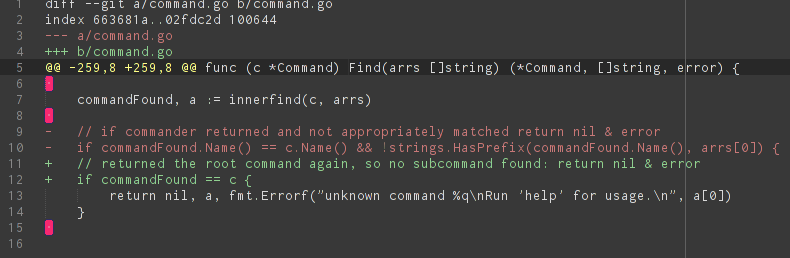 1 diff --git a/command.go b/command.go
2 index 663681a..02fdc2d 100644
3 --- a/command.go
4 +++ b/command.go
5 @@ -259,8 +259,8 @@ func (c *Command) Find(arrs []string) (*Command, []string, error) {
6
7 commandFound, a := innerfind(c, arrs)
8
9 - // if commander returned and not appropriately matched return nil & error
10 - if commandFound.Name() == c.Name() && !strings.HasPrefix(commandFound.Name(), arrs[0]) {
11 + // returned the root command again, so no subcommand found: return nil & error
12 + if commandFound == c {
13 return nil, a, fmt.Errorf("unknown command %q\nRun 'help' for usage.\n", a[0])
14 }
15
16